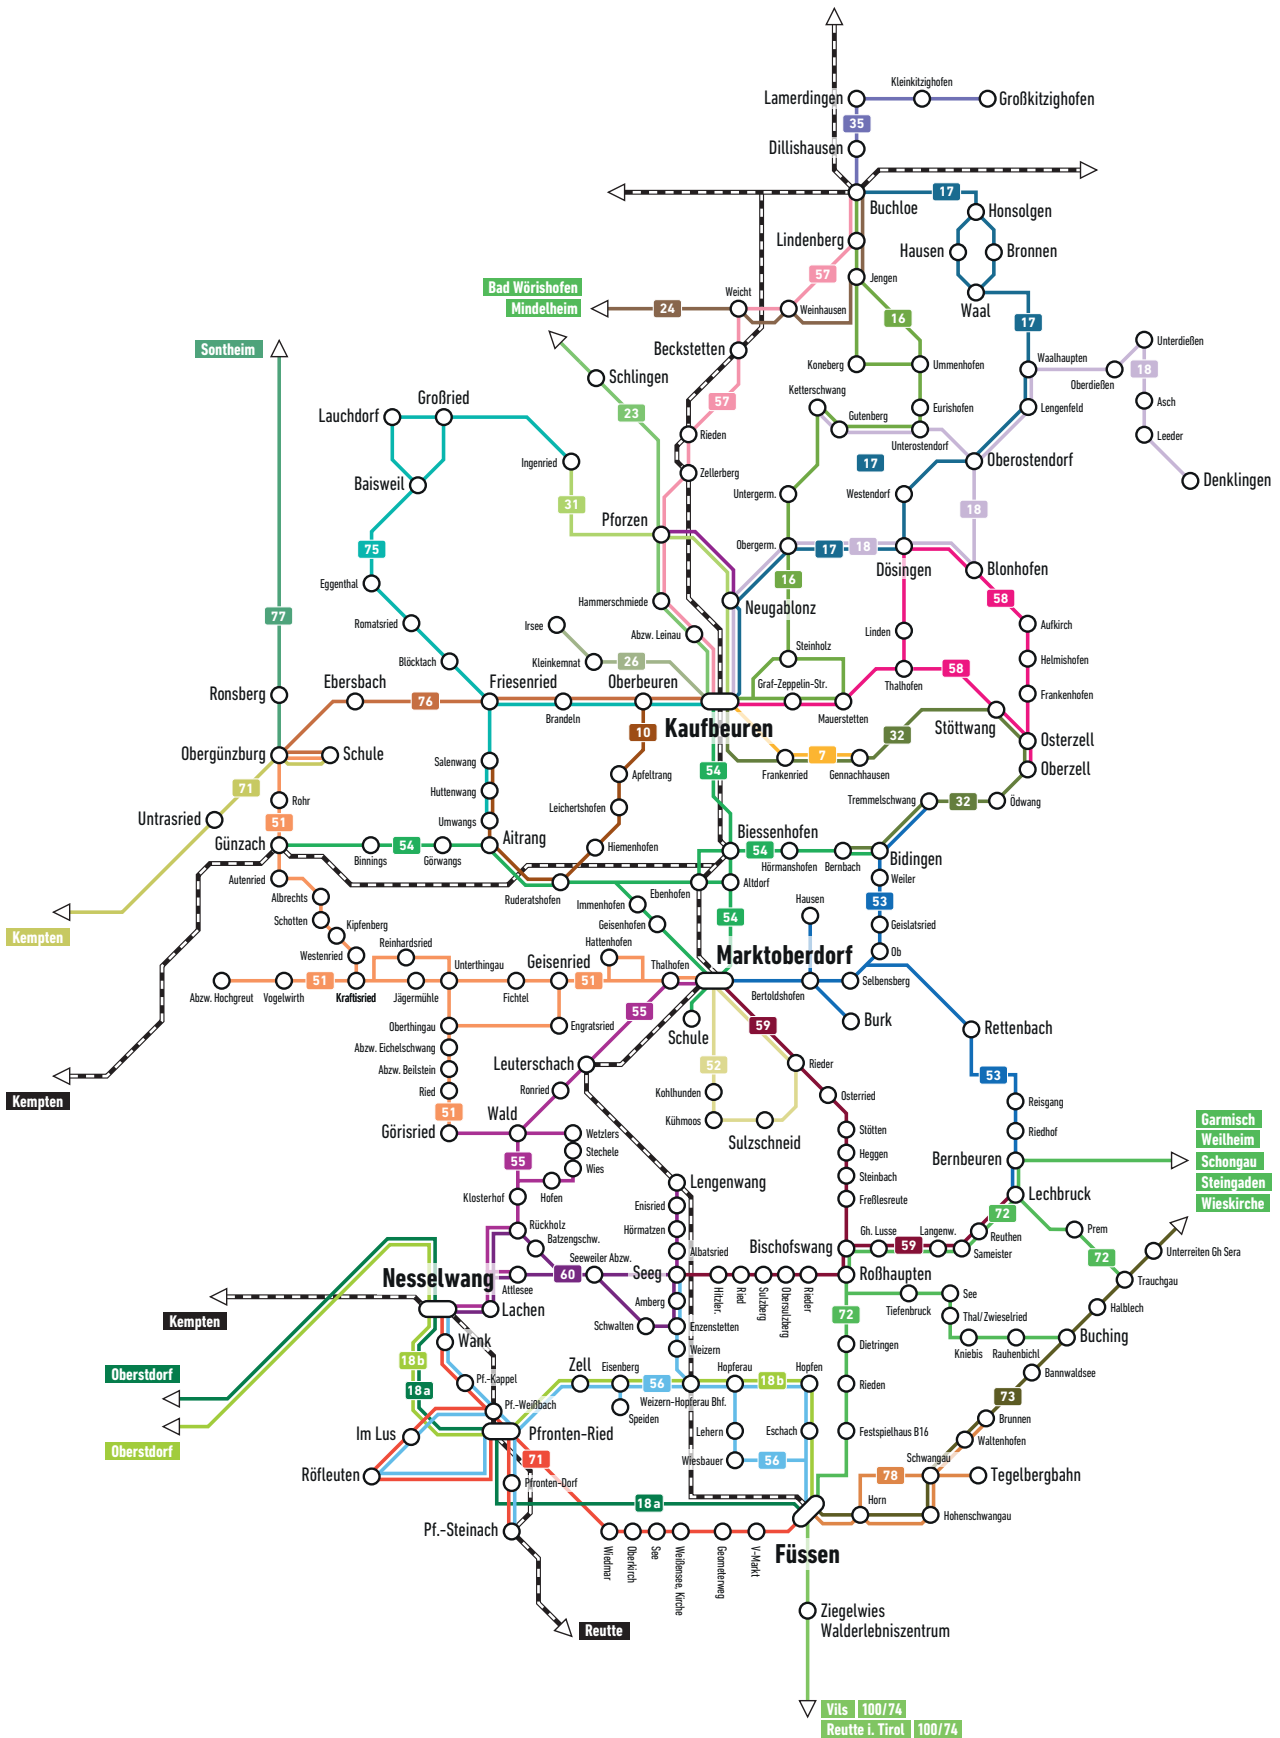 Kleinkitzighofen
Lamerdingen
Großkitzighofen
35
Dillishausen
17
Buchloe
Honsolgen
Lindenberg
Hausen
Bronnen
57
Jengen
Bad Wörishofen
Mindelheim
24
Weicht
Weinhausen
Waal
16
17
Sontheim
Beckstetten
Koneberg
Ummenhofen
Waalhaupten
Oberdießen
Unterdießen
18
Schlingen
Ketterschwang
Großried
Lauchdorf
23
57
Gutenberg
Eurishofen
Lengenfeld
Asch
Rieden
Unterostendorf
Leeder
Ingenried
17
Oberostendorf
Zellerberg
Baisweil
Denklingen
31
Untergerm.
Westendorf
18
Pforzen
75
Obergerm.
17
18
Dösingen
Blonhofen
Eggenthal
16
58
77
Hammerschmiede
Neugablonz
Romatsried
Irsee
Abzw. Leinau
Linden
Aufkirch
Blöcktach
Kleinkemnat
26
Steinholz
Helmishofen
Ronsberg
Ebersbach
76
Friesenried
Oberbeuren
Graf-Zeppelin-Str.
Thalhofen
58
Frankenhofen
Brandeln
Kaufbeuren
Mauerstetten
Stöttwang
10
32
Osterzell
Obergünzburg
Schule
Salenwang
Apfeltrang
54
Frankenried
7
Gennachhausen
Oberzell
71
Huttenwang
Leichertshofen
Tremmelschwang
32
Ödwang
Untrasried
Rohr
51
Umwangs
Günzach
Binnings
54
Görwangs
Aitrang
Hiemenhofen
Biessenhofen
54
Hörmanshofen
Bernbach
Bidingen
Autenried
Ruderatshofen
Ebenhofen
Altdorf
Weiler
Albrechts
Immenhofen
Hausen
53
Kempten
Schotten
Kipfenberg
Geisenhofen
54
Geislatsried
Westenried
Reinhardsried
Hattenhofen
Marktoberdorf
Ob
Unterthingau
Geisenried
Thalhofen
51
51
Abzw. Hochgreut
Vogelwirth
Kraftisried
Jägermühle
Fichtel
Bertoldshofen
Selbensberg
55
59
Burk
Oberthingau
Engratsried
Schule
Rettenbach
Abzw. Eichelschwang
Leuterschach
52
Rieder
Abzw. Beilstein
53
Kempten
Ried
Ronried
Kohlhunden
Osterried
Reisgang
51
Wald
Kühmoos
Garmisch
Weilheim
Görisried
Wetzlers
Sulzschneid
Stötten
Riedhof
Stechele
Heggen
55
Wies
Bernbeuren
Schongau
Hofen
Lengenwang
Steinbach
Steingaden
Klosterhof
Enisried
Freßlesreute
Lechbruck
Wieskirche
72
Rückholz
Hörmatzen
Gh. Lusse
Langenw.
Reuthen
Prem
Batzengschw.
Bischofswang
59
Sameister
72
Unterreiten Gh Sera
Seeweiler Abzw.
Albatsried
Nesselwang
60
Seeg
Roßhaupten
Trauchgau
Attlesee
Hitzler.
Ried
Sulzberg
Obersulzberg
Rieder
Tiefenbruck
See
Halblech
Kempten
Lachen
Amberg
72
Thal/Zwieselried
Schwalten
Enzenstetten
Wank
Weizern
Dietringen
Kniebis
Rauhenbichl
Buching
18b
Oberstdorf
Pf.-Kappel
Zell
Eisenberg
Hopferau
Hopfen
Bannwaldsee
18a
56
18b
Rieden
73
Pf.-Weißbach
Speiden
Weizern-Hopferau Bhf.
Brunnen
Im Lus
Pfronten-Ried
Lehern
Eschach
Festspielhaus B16
Waltenhofen
Oberstdorf
71
Wiesbauer
56
Schwangau
Röfleuten
Pfronten-Dorf
78
Tegelbergbahn
18a
Horn
Hohenschwangau
Pf.-Steinach
Füssen
Wiedmar
Oberkirch
See
Weißensee, Kirche
Geometerweg
V-Markt
Reutte
Ziegelwies
Walderlebniszentrum
Vils 100/74
Reutte i. Tirol 100/74